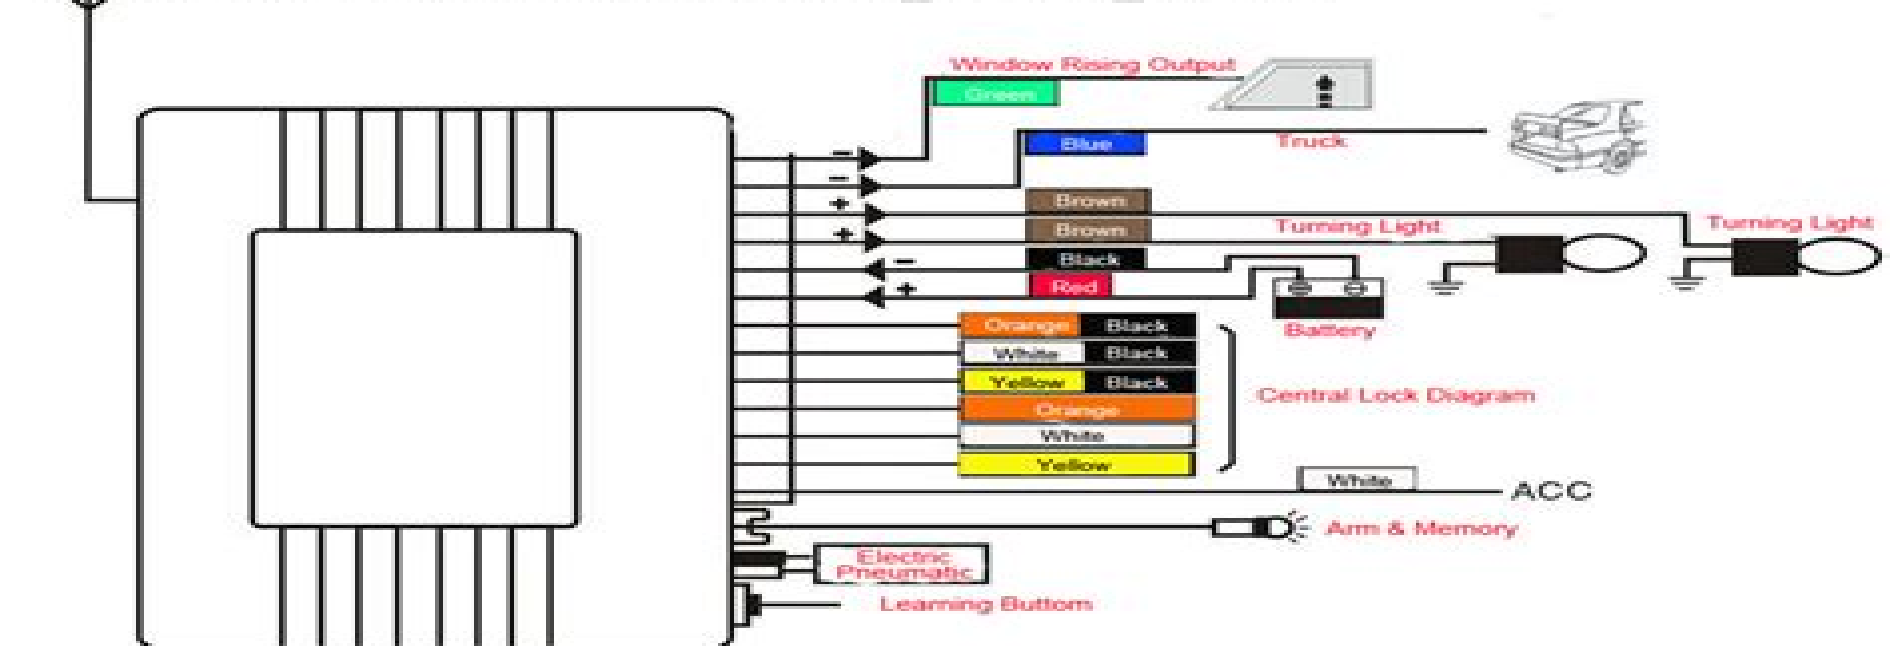 Window Rising Output
Green
Blue
Truck
Brown
Turning Light
Brown
Turning Light
Black
Red
Battery
Orange Black
White Black
Yellow Black
Orange
White
Yellow
Central Lock Diagram
White
ACC
Arm & Memory
Electric
Pneumatic
Learning Buttom